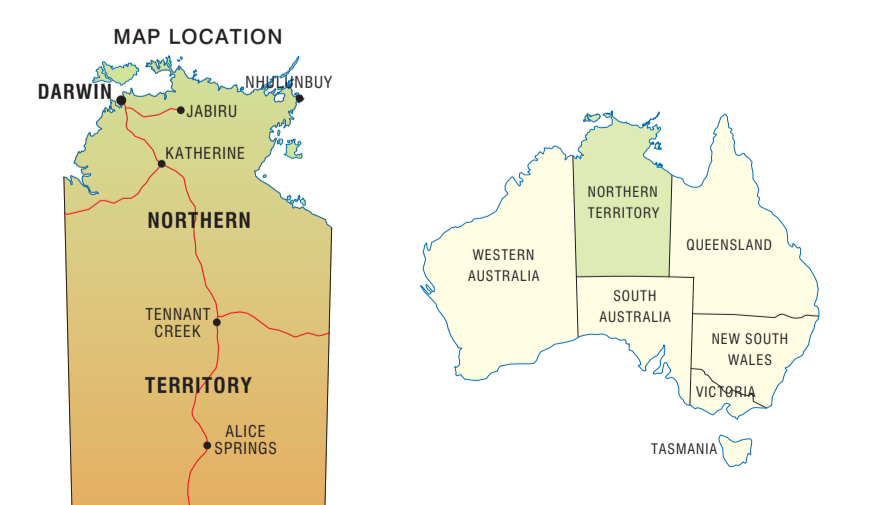 MAP LOCATION
NHULUNBUY
DARWIN
JABIRU
KATHERINE
NORTHERN
TENNANT
CREEK
TERRITORY
ALICE
SPRINGS
NORTHERN
TERRITORY
QUEENSLAND
WESTERN
AUSTRALIA
SOUTH
AUSTRALIA
NEW SOUTH
WALES
VICTORIA
TASMANIA